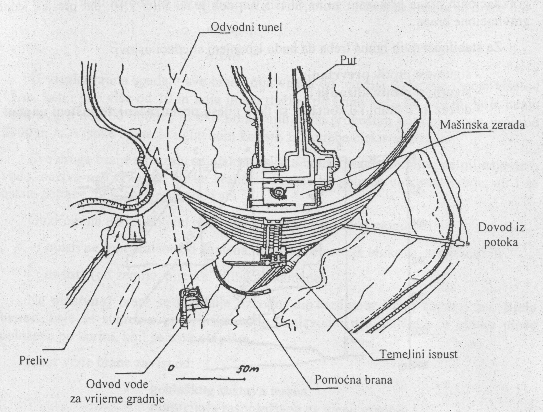 Odvodni tunel
Put
Mašinska zgrada
Dovod iz
potoka
Temeljni ispust
Pomoćna brana
Odvod vode
za vrijeme gradnje
Preliv
0 50m